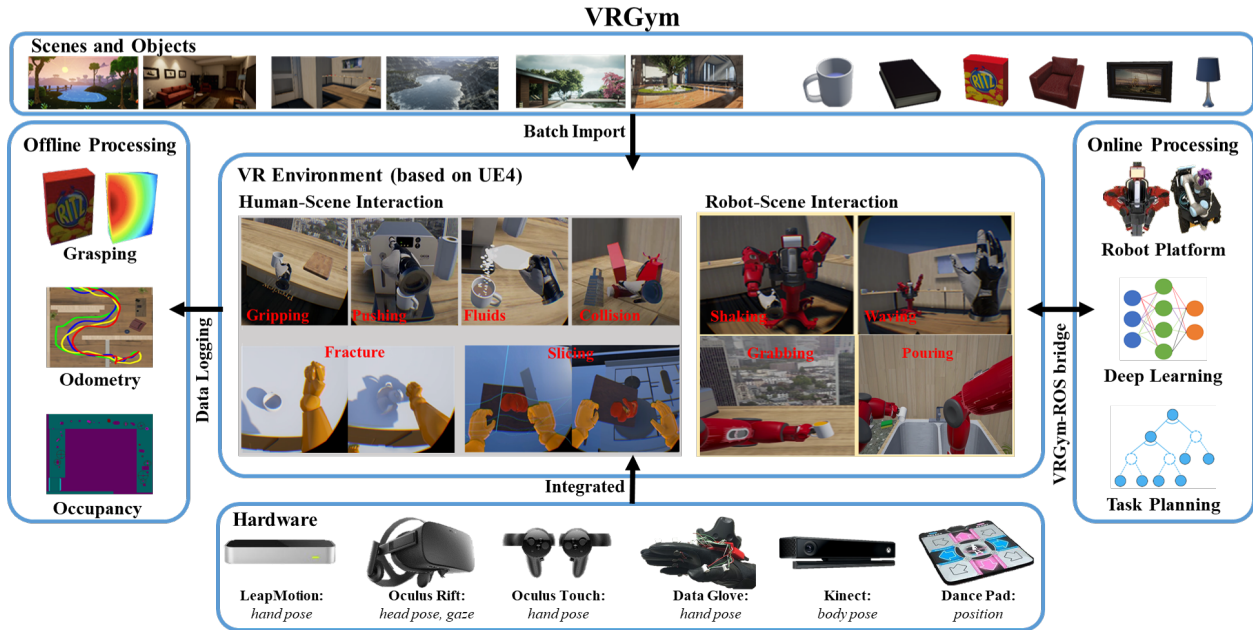 VRGym
Scenes and Objects
RITZ
Batch Import
Offline Processing
RITZ
Grasping
Odometry
Occupancy
Data Logging
VR Environment (based on UE4)
Human-Scene Interaction
Gripping
Pushing
Fluids
Collision
Fracture
Slicing
Robot-Scene Interaction
Shaking
Waving
Grabbing
Pouring
VRGym-ROS bridge
Online Processing
Robot Platform
Deep Learning
Task Planning
Integrated
Hardware
LeapMotion:
hand pose
Oculus Rift:
head pose, gaze
Oculus Touch:
hand pose
Data Glove:
hand pose
Kinect:
body pose
Dance Pad:
position